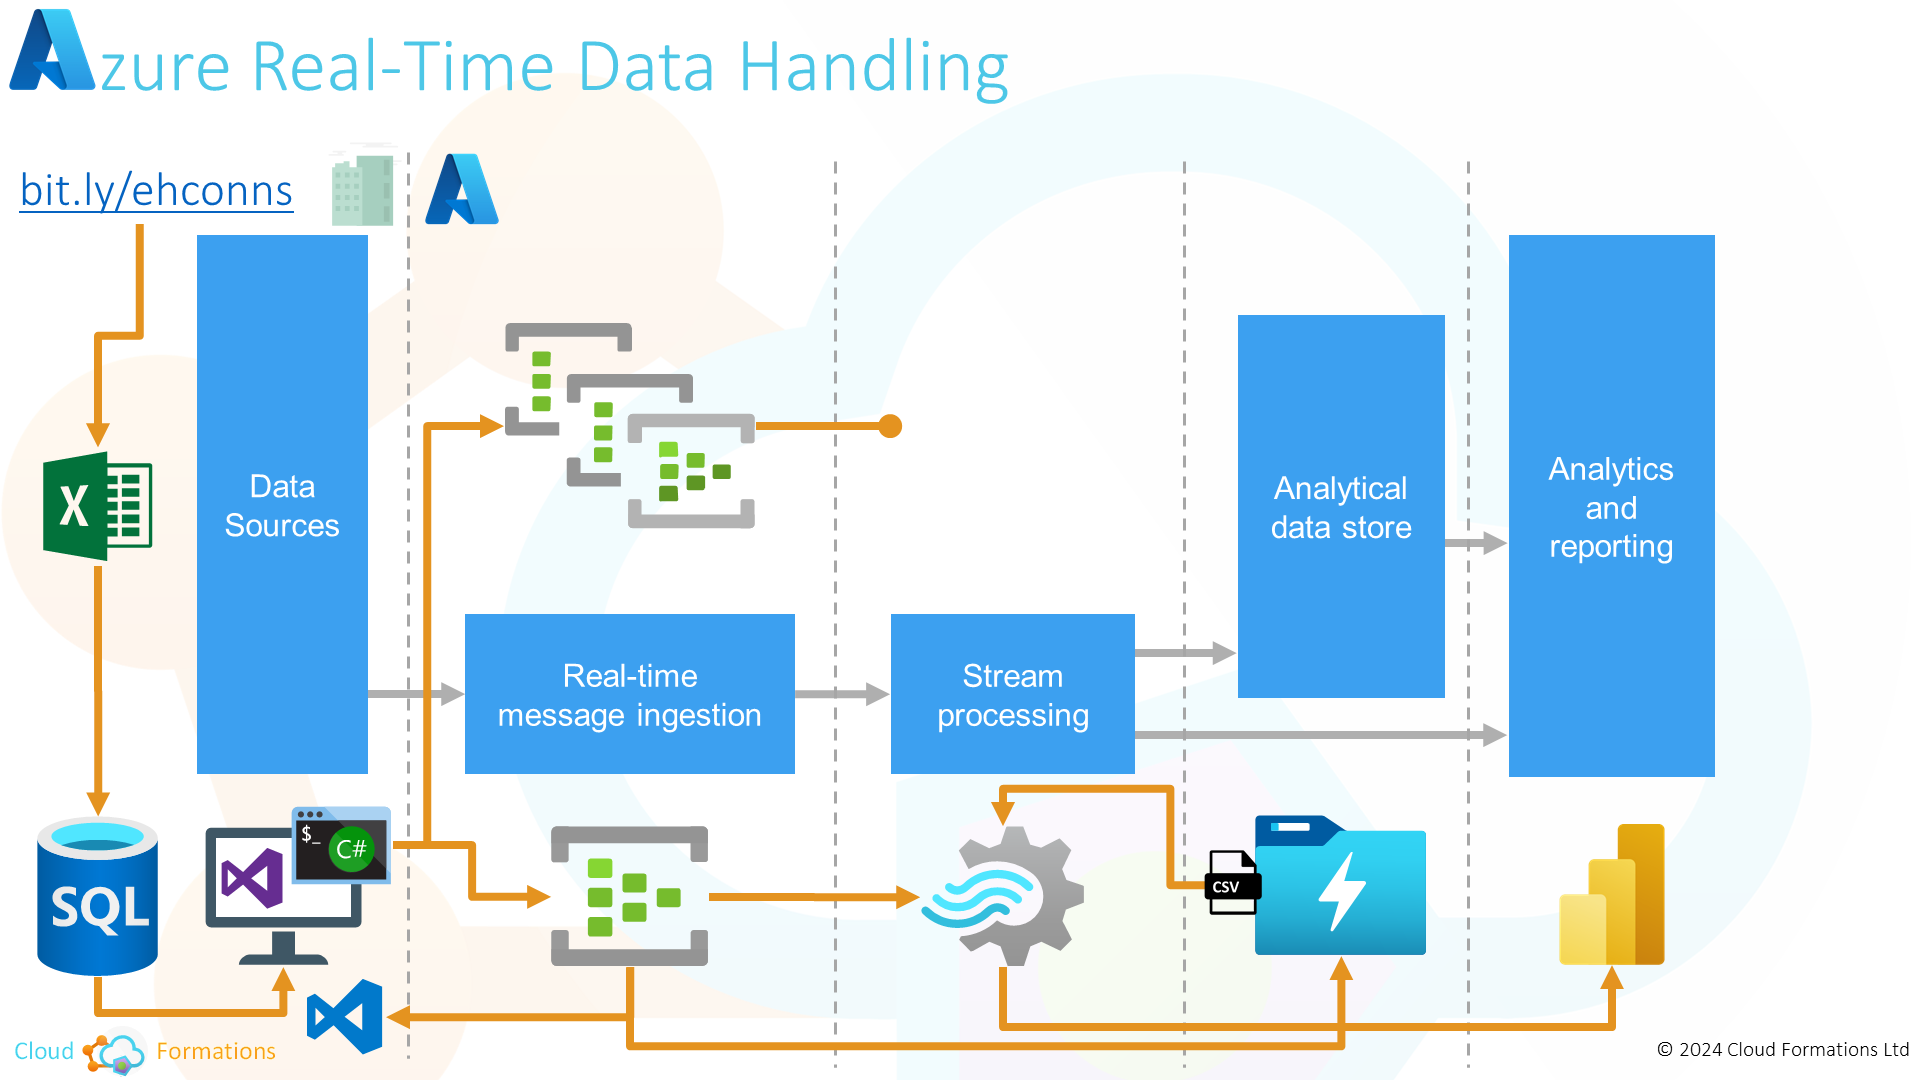 Azure Real-Time Data Handling
bit.ly/ehconns
Data
Sources
Real-time
message ingestion
Stream
processing
Analytical
data store
Analytics
and
reporting
X
SQL
$_
C#
CSV
Cloud Formations
© 2024 Cloud Formations Ltd